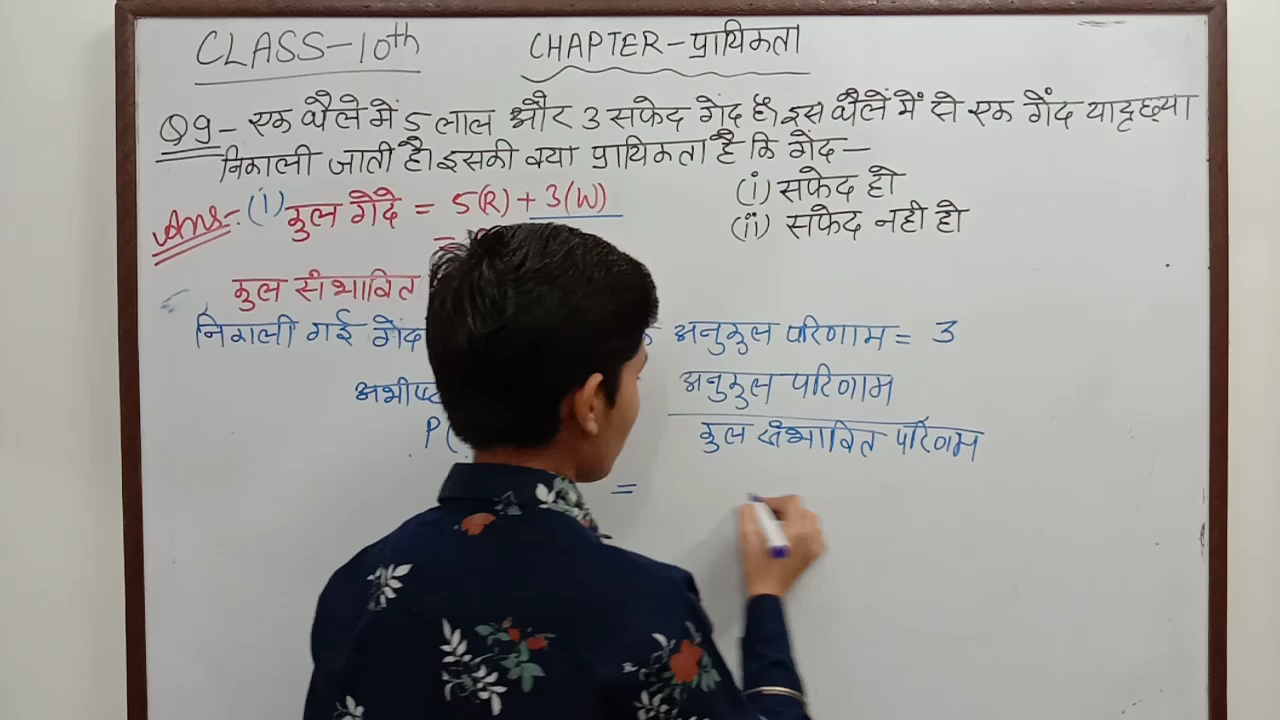 CLASS-10th CHAPTER-प्रायिकता
Q9- एक थैले में 5 लाल और 3 सफेद गेंद है। इस थैलें में से एक गेंद यादृछया
निकाली जाती है। इसकी क्या प्रायिकता है कि गेंद-
(i) सफेद हो
(ii) सफेद नही हो
Ans:- (i) कुल गेंदे = 5(R) + 3(W)
=
कुल संभावित
निकाली गई गेंद अनुकुल परिणाम = 3
अभीष्ट अनुकुल परिणाम
P( कुल संभावित परिणाम
=